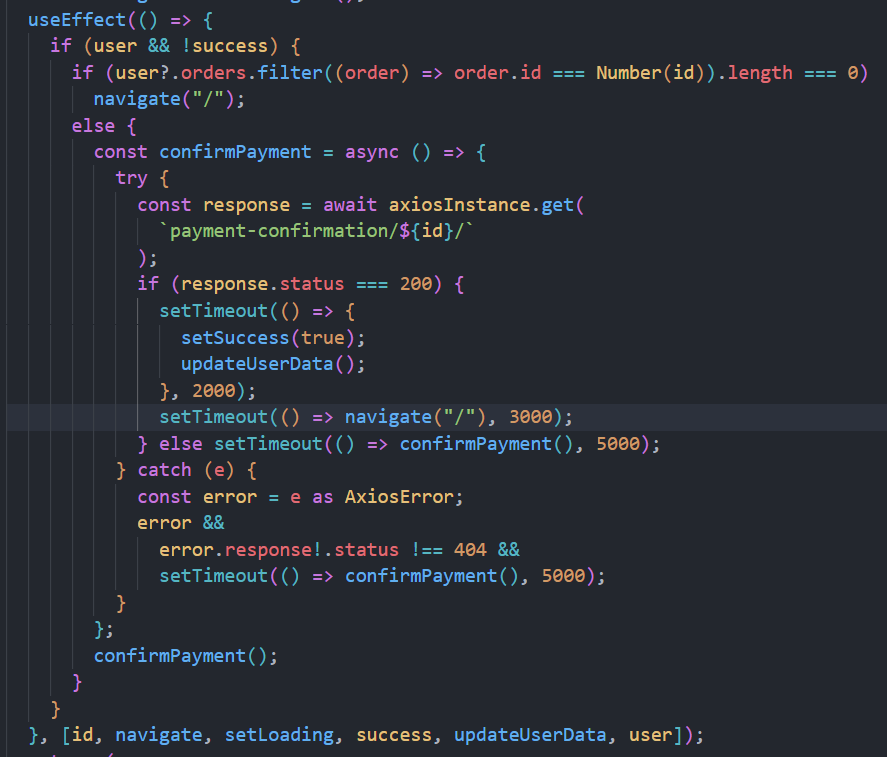 useEffect(() => {
if (user && !success) {
if (user?.orders.filter((order) => order.id === Number(id)).length === 0)
navigate("/");
else {
const confirmPayment = async () => {
try {
const response = await axiosInstance.get(
`payment-confirmation/${id}/`
);
if (response.status === 200) {
setTimeout(() => {
setSuccess(true);
updateUserData();
}, 2000);
setTimeout(() => navigate("/"), 3000);
} else setTimeout(() => confirmPayment(), 5000);
} catch (e) {
const error = e as AxiosError;
error &&
error.response!.status !== 404 &&
setTimeout(() => confirmPayment(), 5000);
}
};
confirmPayment();
}
}
}, [id, navigate, setLoading, success, updateUserData, user]);